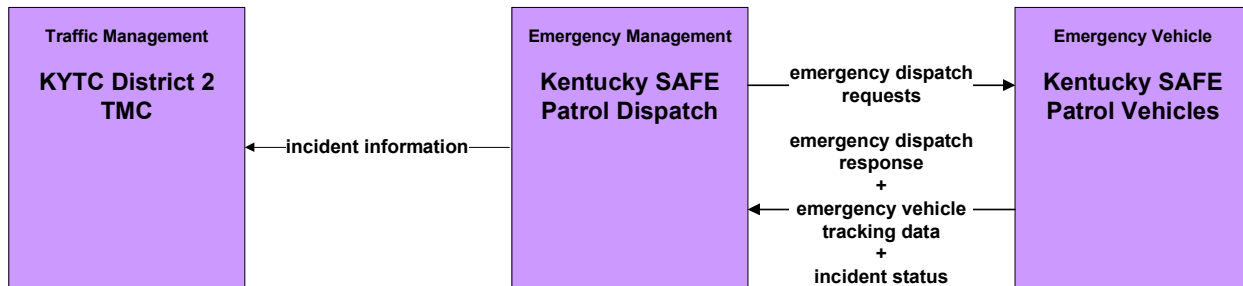 Traffic Management
KYTC District 2
TMC
incident information
Emergency Management
Kentucky SAFE
Patrol Dispatch
emergency dispatch
requests
emergency dispatch
response
+
emergency vehicle
tracking data
+
incident status
Emergency Vehicle
Kentucky SAFE
Patrol Vehicles